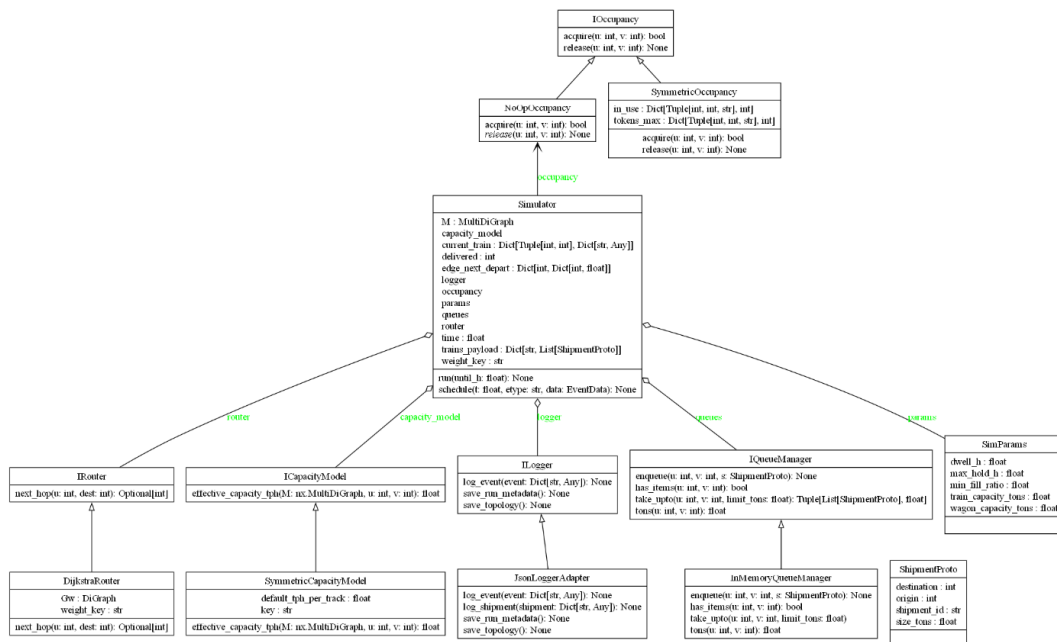 IOccupancy
acquire(u: int, v: int): bool
release(u: int, v: int): None
NoOpOccupancy
acquire(u: int, v: int): bool
release(u: int, v: int): None
SymmetricOccupancy
in_use : Dict[Tuple[int, int, str], int]
tokens_max : Dict[Tuple[int, int, str], int]
acquire(u: int, v: int): bool
release(u: int, v: int): None
occupancy
Simulator
M : MultiDiGraph
capacity_model
current_train : Dict[Tuple[int, int], Dict[str, Any]]
delivered : int
edge_next_depart : Dict[int, Dict[int, float]]
logger
occupancy
params
queues
router
time : float
trains_payload : Dict[str, List[ShipmentProto]]
weight_key : str
run(until_h: float): None
schedule(t: float, etype: str, data: EventData): None
router
capacity_model
logger
queues
params
IRouter
next_hop(u: int, dest: int): Optional[int]
ICapacityModel
effective_capacity_tph(M: nx.MultiDiGraph, u: int, v: int): float
ILogger
log_event(event: Dict[str, Any]): None
save_run_metadata(): None
save_topology(): None
IQueueManager
enqueue(u: int, v: int, s: ShipmentProto): None
has_items(u: int, v: int): bool
take_upto(u: int, v: int, limit_tons: float): Tuple[List[ShipmentProto], float]
tons(u: int, v: int): float
SimParams
dwell_h : float
max_hold_h : float
min_fill_ratio : float
train_capacity_tons : float
wagon_capacity_tons : float
DijkstraRouter
Gw : DiGraph
weight_key : str
next_hop(u: int, dest: int): Optional[int]
SymmetricCapacityModel
default_tph_per_track : float
key : str
effective_capacity_tph(M: nx.MultiDiGraph, u: int, v: int): float
JsonLoggerAdapter
log_event(event: Dict[str, Any]): None
log_shipment(shipment: Dict[str, Any]): None
save_run_metadata(): None
save_topology(): None
InMemoryQueueManager
enqueue(u: int, v: int, s: ShipmentProto): None
has_items(u: int, v: int): bool
take_upto(u: int, v: int, limit_tons: float)
tons(u: int, v: int): float
ShipmentProto
destination : int
origin : int
shipment_id : str
size_tons : float